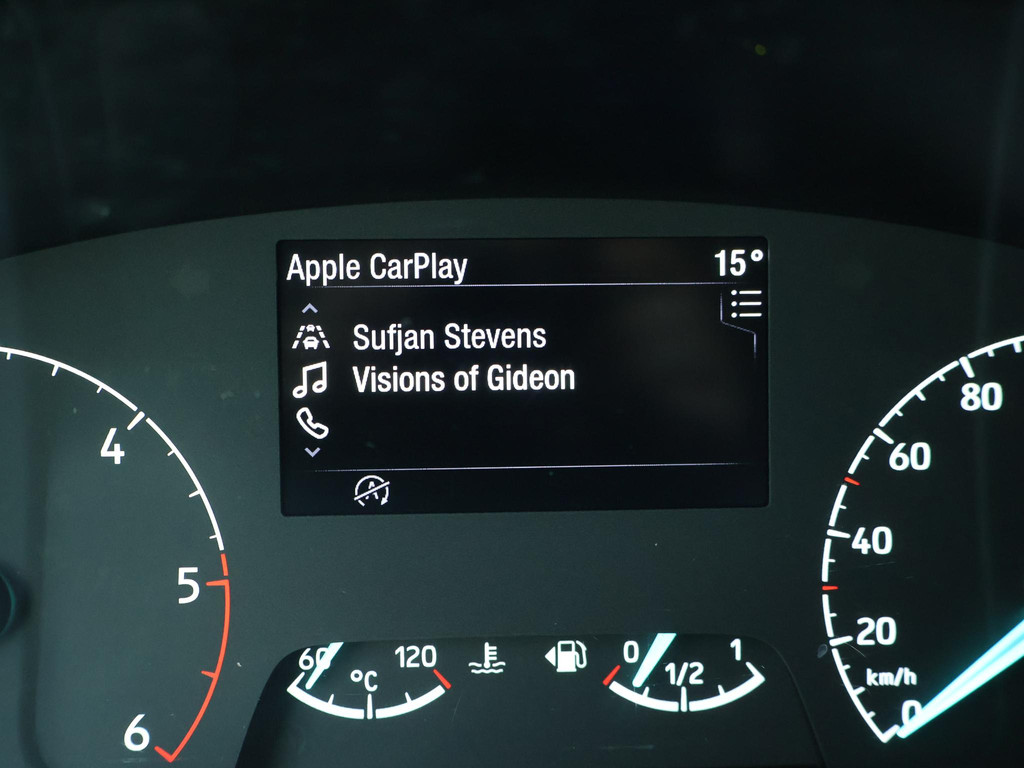 Apple CarPlay 15°
Sufjan Stevens
Visions of Gideon
4
5
6
60 120
°C
0 1/2 1
80
60
40
20
km/h
0